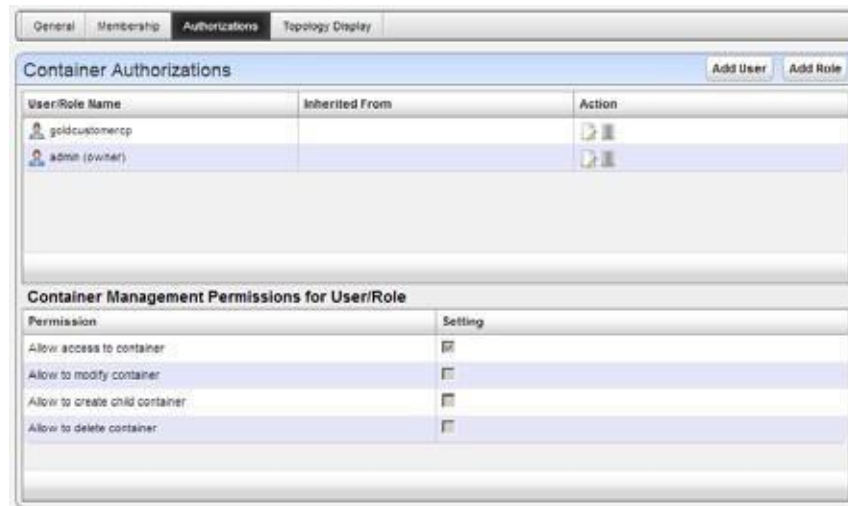 General Membership Authorizations Topology Display
Container Authorizations Add User Add Role
User/Role Name Inherited From Action
goldcustomercp
admin (owner)
Container Management Permissions for User/Role
Permission Setting
Allow access to container
Allow to modify container
Allow to create child container
Allow to delete container